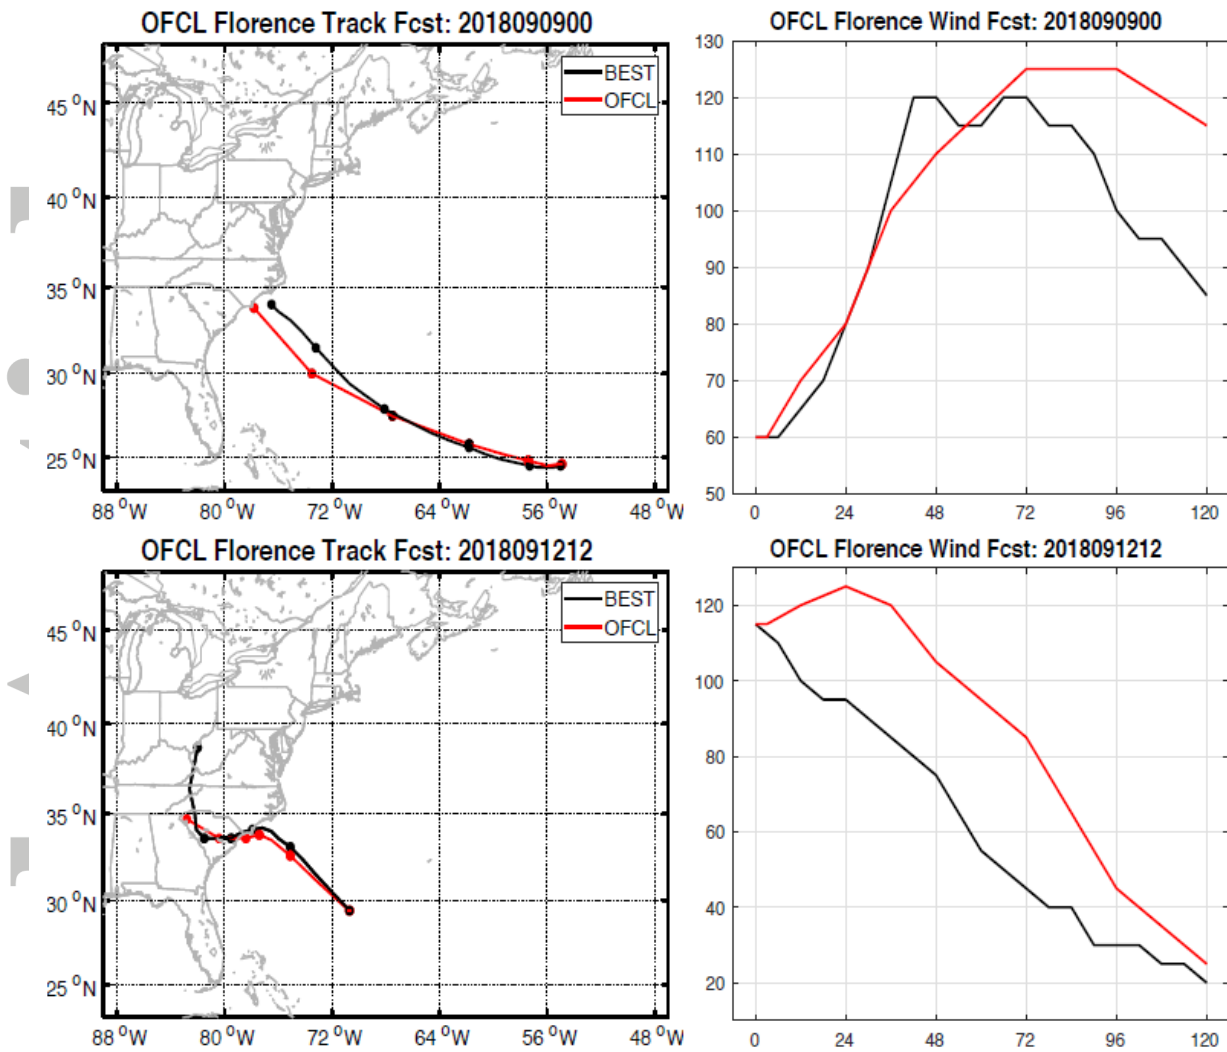 OFCL Florence Track Fcst: 2018090900
BEST
OFCL
45 °N
40 °N
35 °N
30 °N
25 °N
88 °W 80 °W 72 °W 64 °W 56 °W 48 °W
OFCL Florence Wind Fcst: 2018090900
130
120
110
100
90
80
70
60
50
0 24 48 72 96 120
OFCL Florence Track Fcst: 2018091212
BEST
OFCL
45 °N
40 °N
35 °N
30 °N
25 °N
88 °W 80 °W 72 °W 64 °W 56 °W 48 °W
OFCL Florence Wind Fcst: 2018091212
120
100
80
60
40
20
0 24 48 72 96 120